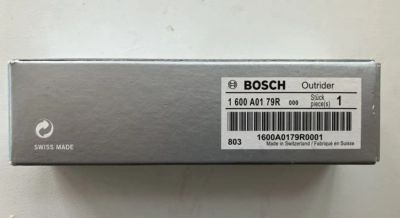 BOSCH Outrider
1 600 A01 79R 000 Stück piece(s) 1
803 1600A0179R0001
Made in Switzerland / Fabriqué en Suisse
SWISS MADE